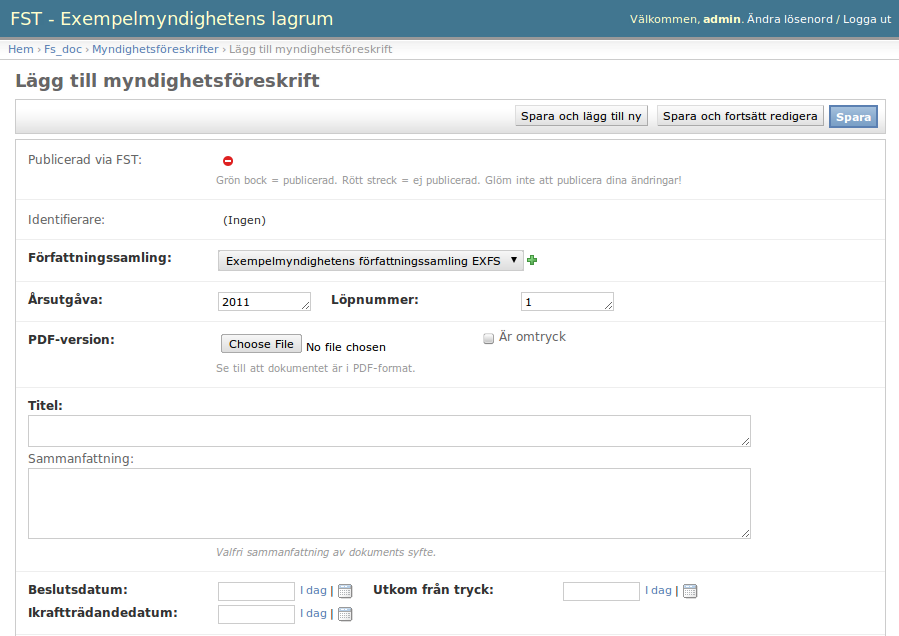 FST - Exempelmyndighetens lagrum
Välkommen, admin. Ändra lösenord / Logga ut
Hem › Fs_doc › Myndighetsföreskrifter › Lägg till myndighetsföreskrift
Lägg till myndighetsföreskrift
Spara och lägg till ny Spara och fortsätt redigera Spara
Publicerad via FST:
Grön bock = publicerad. Rött streck = ej publicerad. Glöm inte att publicera dina ändringar!
Identifierare: (Ingen)
Författningssamling: Exempelmyndighetens författningssamling EXFS
Årsutgåva: 2011 Löpnummer: 1
PDF-version: Choose File No file chosen Är omtryck
Se till att dokumentet är i PDF-format.
Titel:
Sammanfattning:
Valfri sammanfattning av dokuments syfte.
Beslutsdatum: I dag | Utkom från tryck: I dag |
Ikraftträdandedatum: I dag |